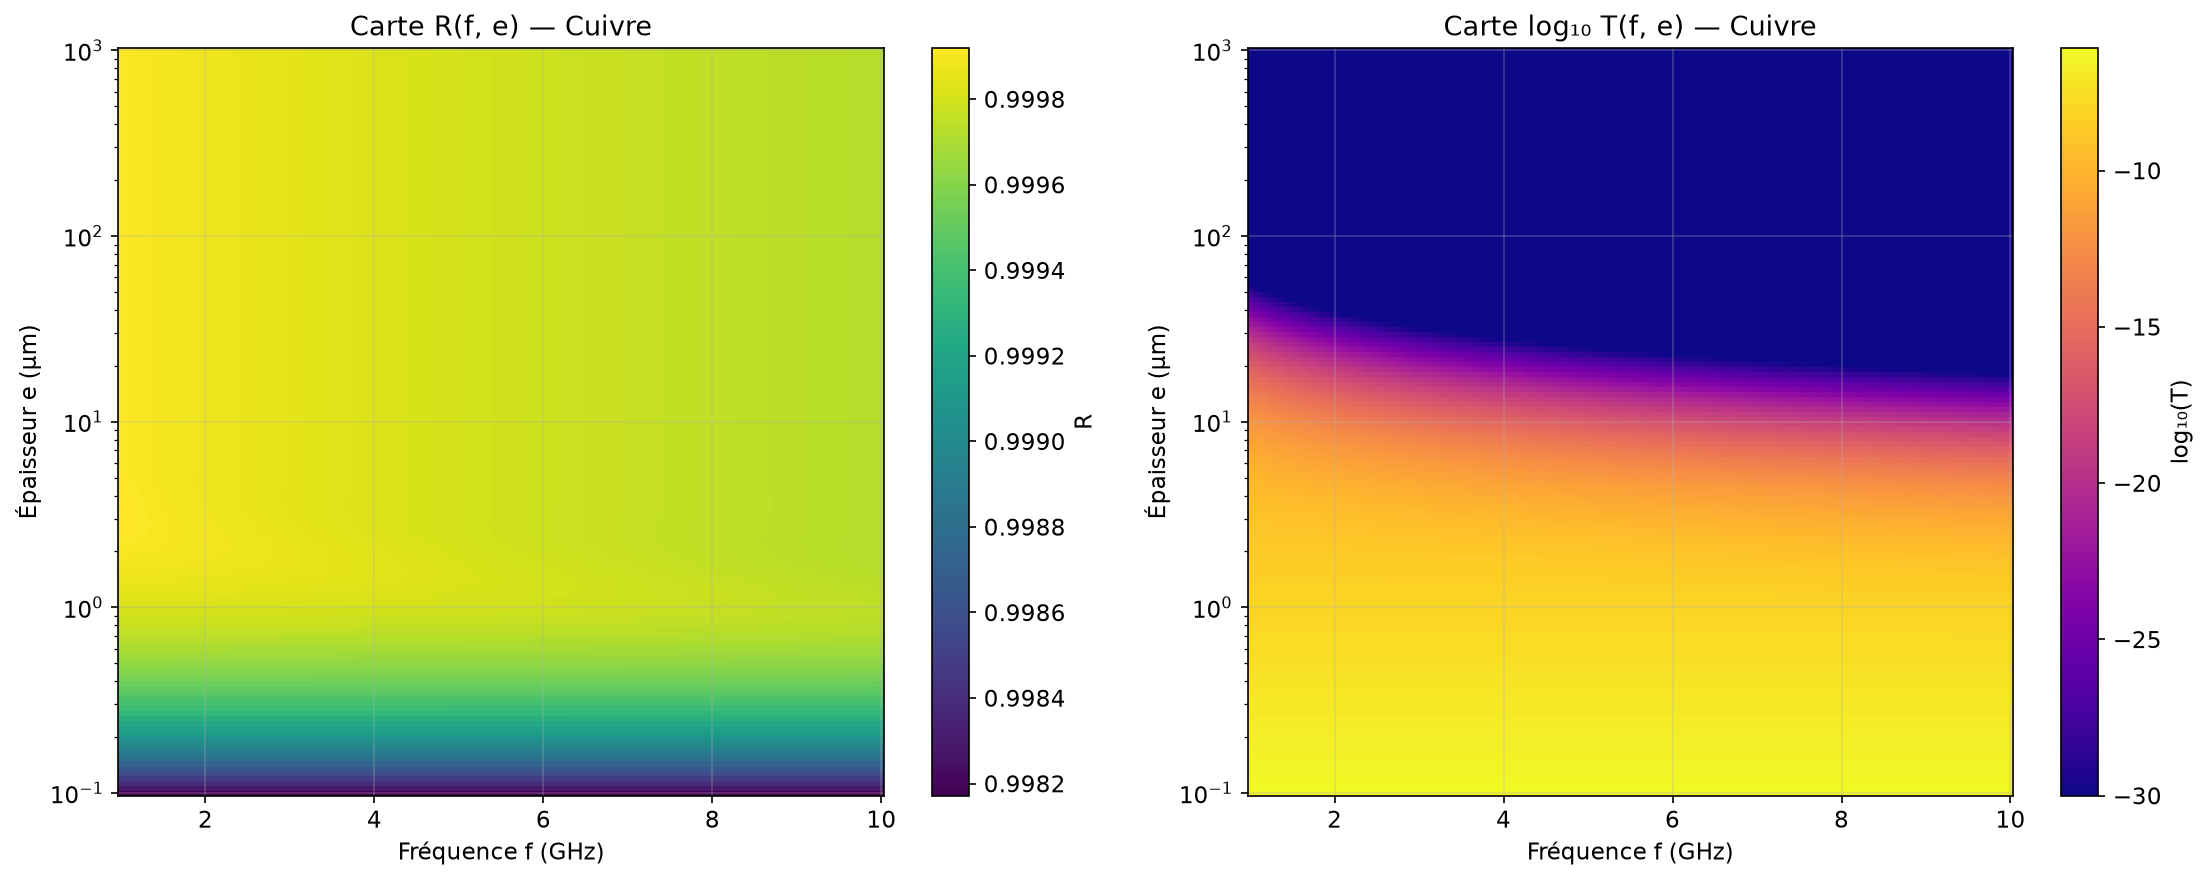 Carte R(f, e) — Cuivre
10³
10²
10¹
10⁰
10⁻¹
Épaisseur e (µm)
2 4 6 8 10
Fréquence f (GHz)
0.9998
0.9996
0.9994
0.9992
0.9990
0.9988
0.9986
0.9984
0.9982
R
Carte log₁₀ T(f, e) — Cuivre
10³
10²
10¹
10⁰
10⁻¹
Épaisseur e (µm)
2 4 6 8 10
Fréquence f (GHz)
−10
−15
−20
−25
−30
log₁₀(T)